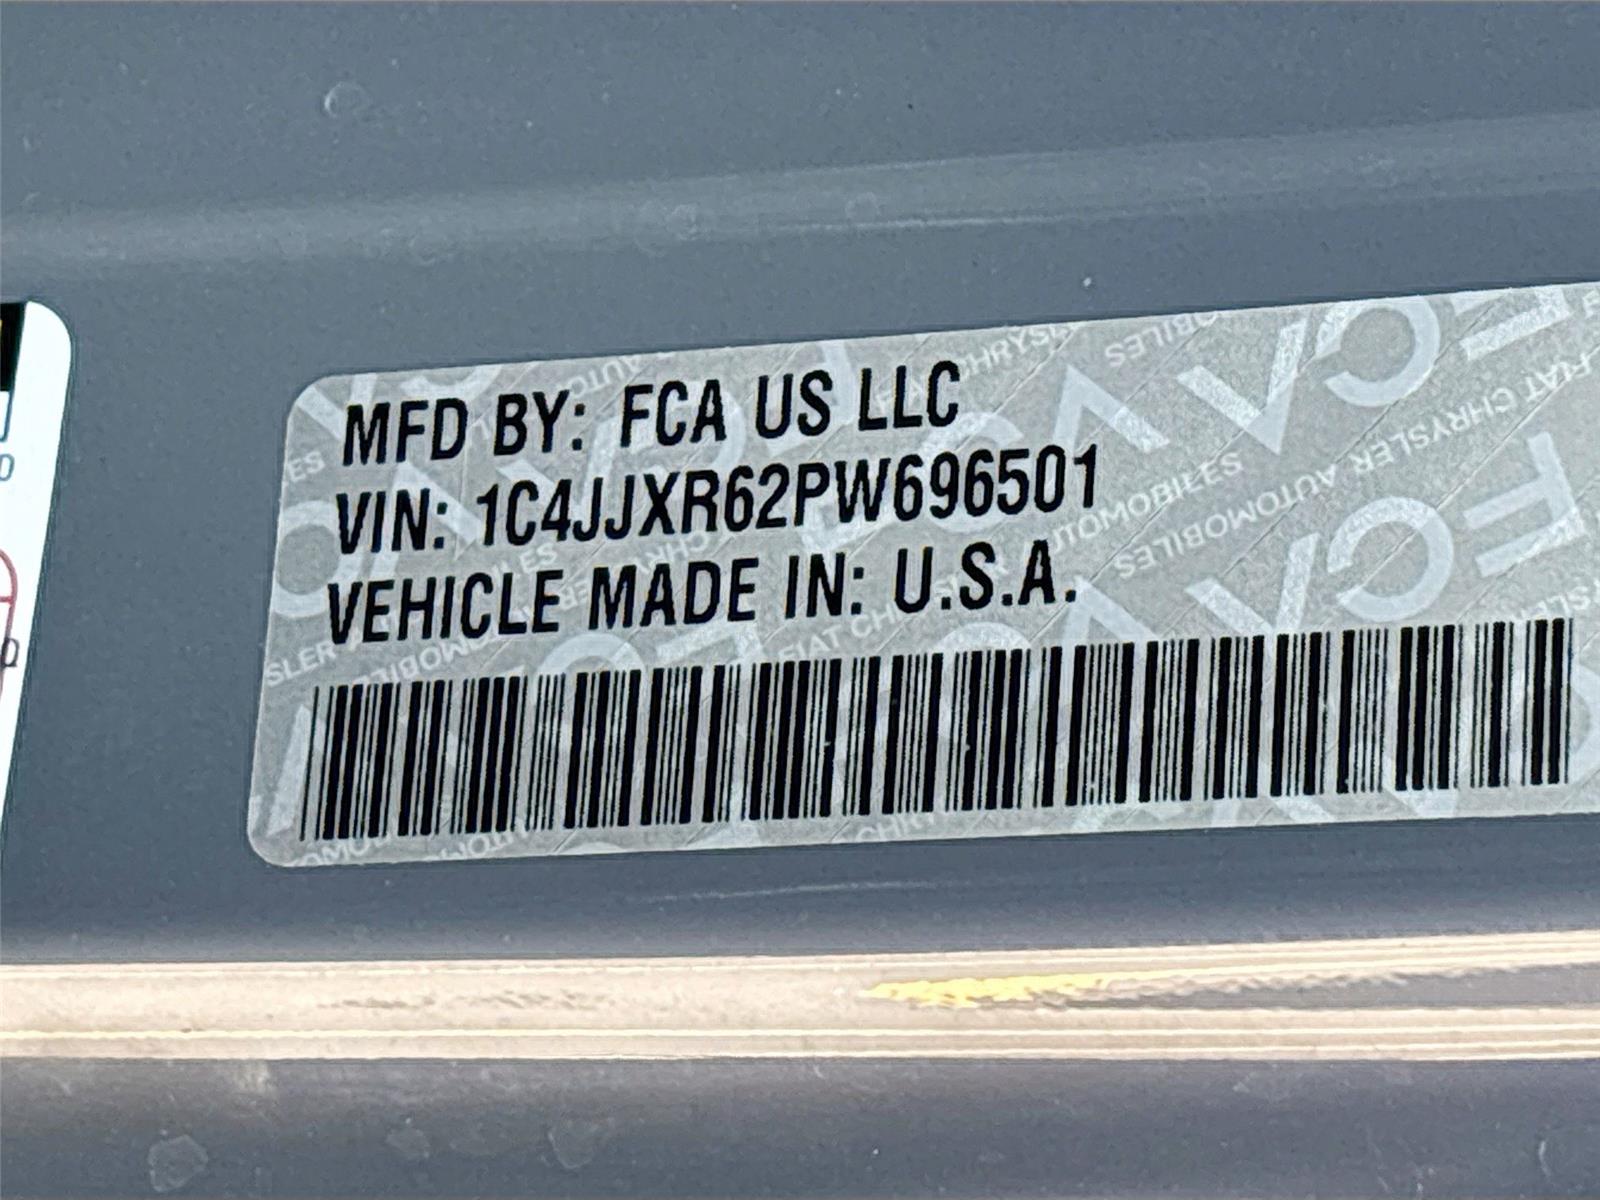 MFD BY: FCA US LLC
VIN: 1C4JJXR62PW696501
VEHICLE MADE IN: U.S.A.